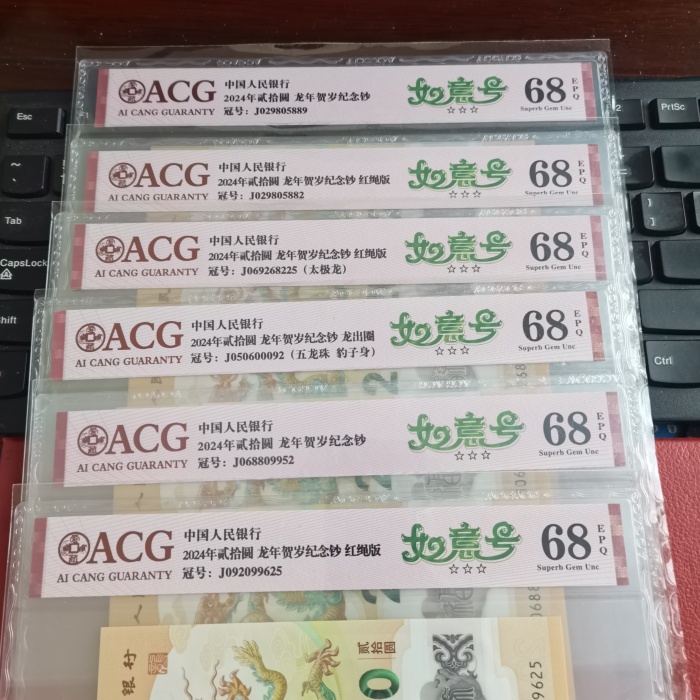 ACG
AI CANG GUARANTY
中国人民银行
2024年贰拾圆 龙年贺岁纪念钞
冠号：J029805889
如意号
☆☆☆
68 EPQ
Superb Gem Unc
ACG
AI CANG GUARANTY
中国人民银行
2024年贰拾圆 龙年贺岁纪念钞 红绳版
冠号：J029805882
如意号
☆☆☆
68 EPQ
Superb Gem Unc
ACG
AI CANG GUARANTY
中国人民银行
2024年贰拾圆 龙年贺岁纪念钞 红绳版
冠号：J069268225（太极龙）
如意号
☆☆☆
68 EPQ
Superb Gem Unc
ACG
AI CANG GUARANTY
中国人民银行
2024年贰拾圆 龙年贺岁纪念钞 龙出圈
冠号：J050600092（五龙珠 豹子身）
如意号
☆☆☆
68 EPQ
Superb Gem Unc
ACG
AI CANG GUARANTY
中国人民银行
2024年贰拾圆 龙年贺岁纪念钞
冠号：J068809952
如意号
☆☆☆
68 EPQ
Superb Gem Unc
ACG
AI CANG GUARANTY
中国人民银行
2024年贰拾圆 龙年贺岁纪念钞 红绳版
冠号：J092099625
如意号
☆☆☆
68 EPQ
Superb Gem Unc
银行
贰拾圆
9625
Esc
~
Tab
CapsLock
Shift
PrtSc
Ctrl